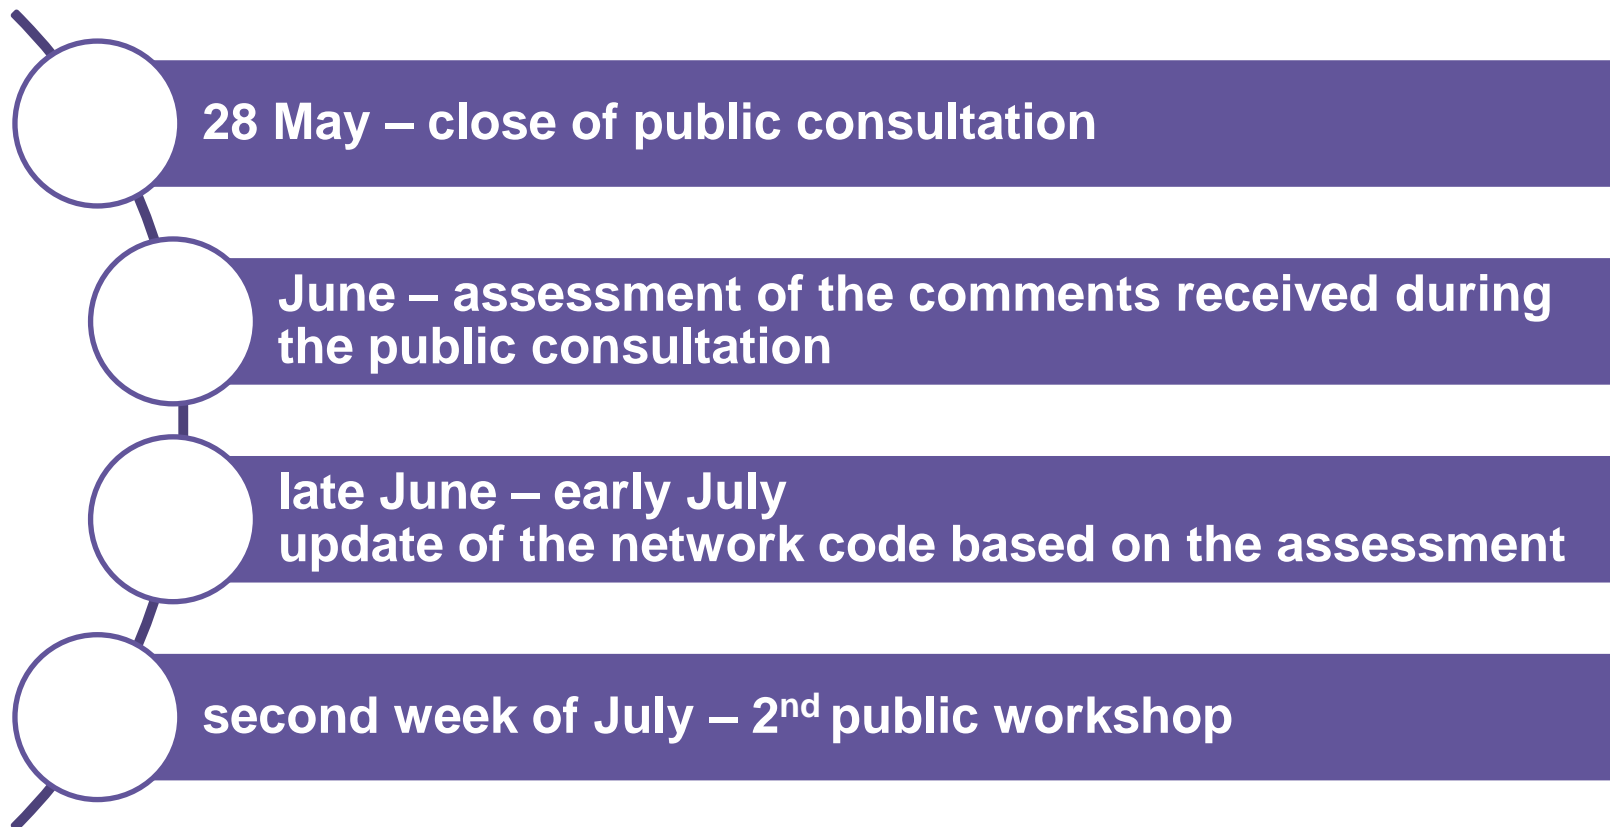 28 May – close of public consultation
June – assessment of the comments received during
the public consultation
late June – early July
update of the network code based on the assessment
second week of July – 2nd public workshop